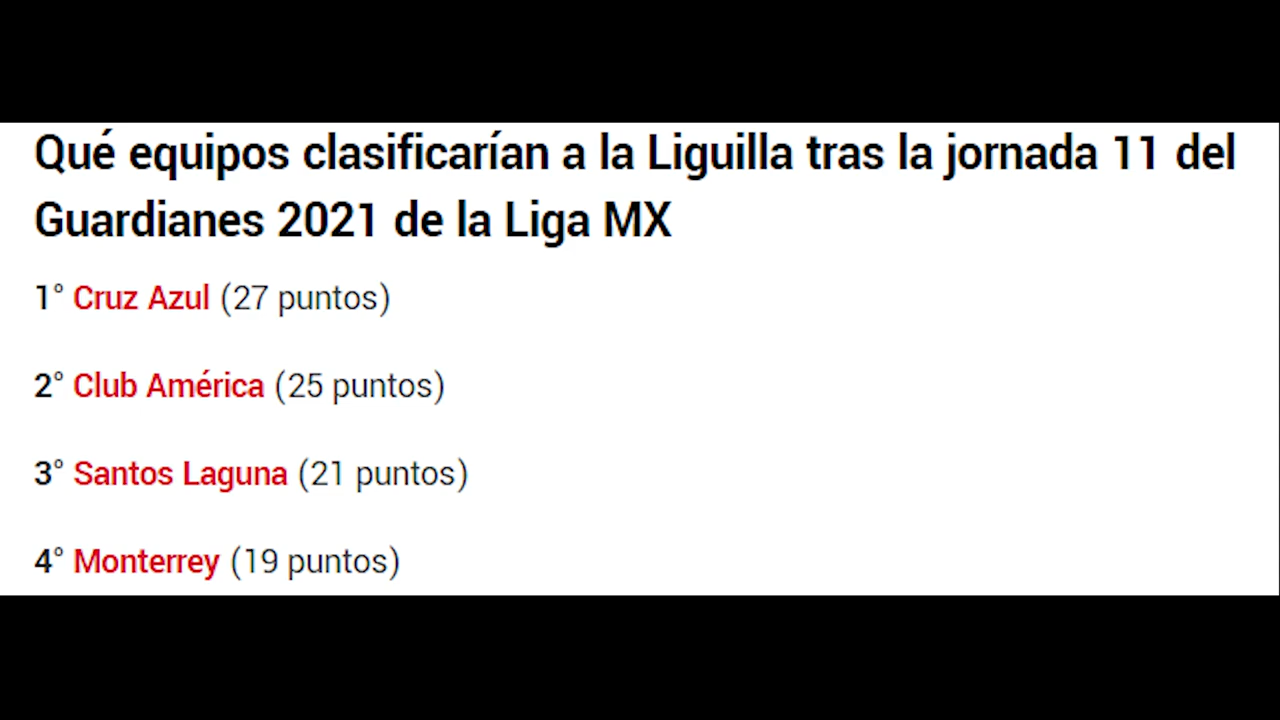 Qué equipos clasificarían a la Liguilla tras la jornada 11 del
Guardianes 2021 de la Liga MX
1° Cruz Azul (27 puntos)
2° Club América (25 puntos)
3° Santos Laguna (21 puntos)
4° Monterrey (19 puntos)